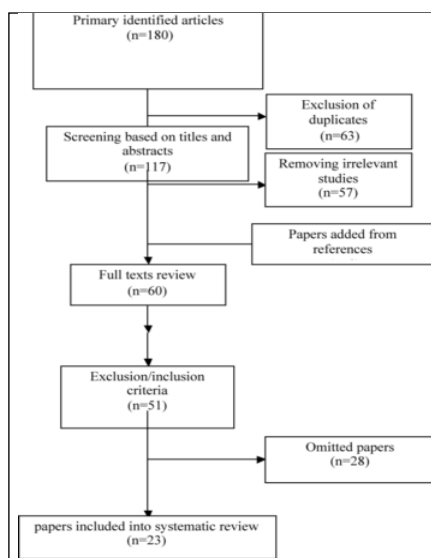 Primary identified articles
(n=180)
Exclusion of
duplicates
(n=63)
Screening based on titles and
abstracts
(n=117)
Removing irrelevant
studies
(n=57)
Papers added from
references
Full texts review
(n=60)
Exclusion/inclusion
criteria
(n=51)
Omitted papers
(n=28)
papers included into systematic review
(n=23)